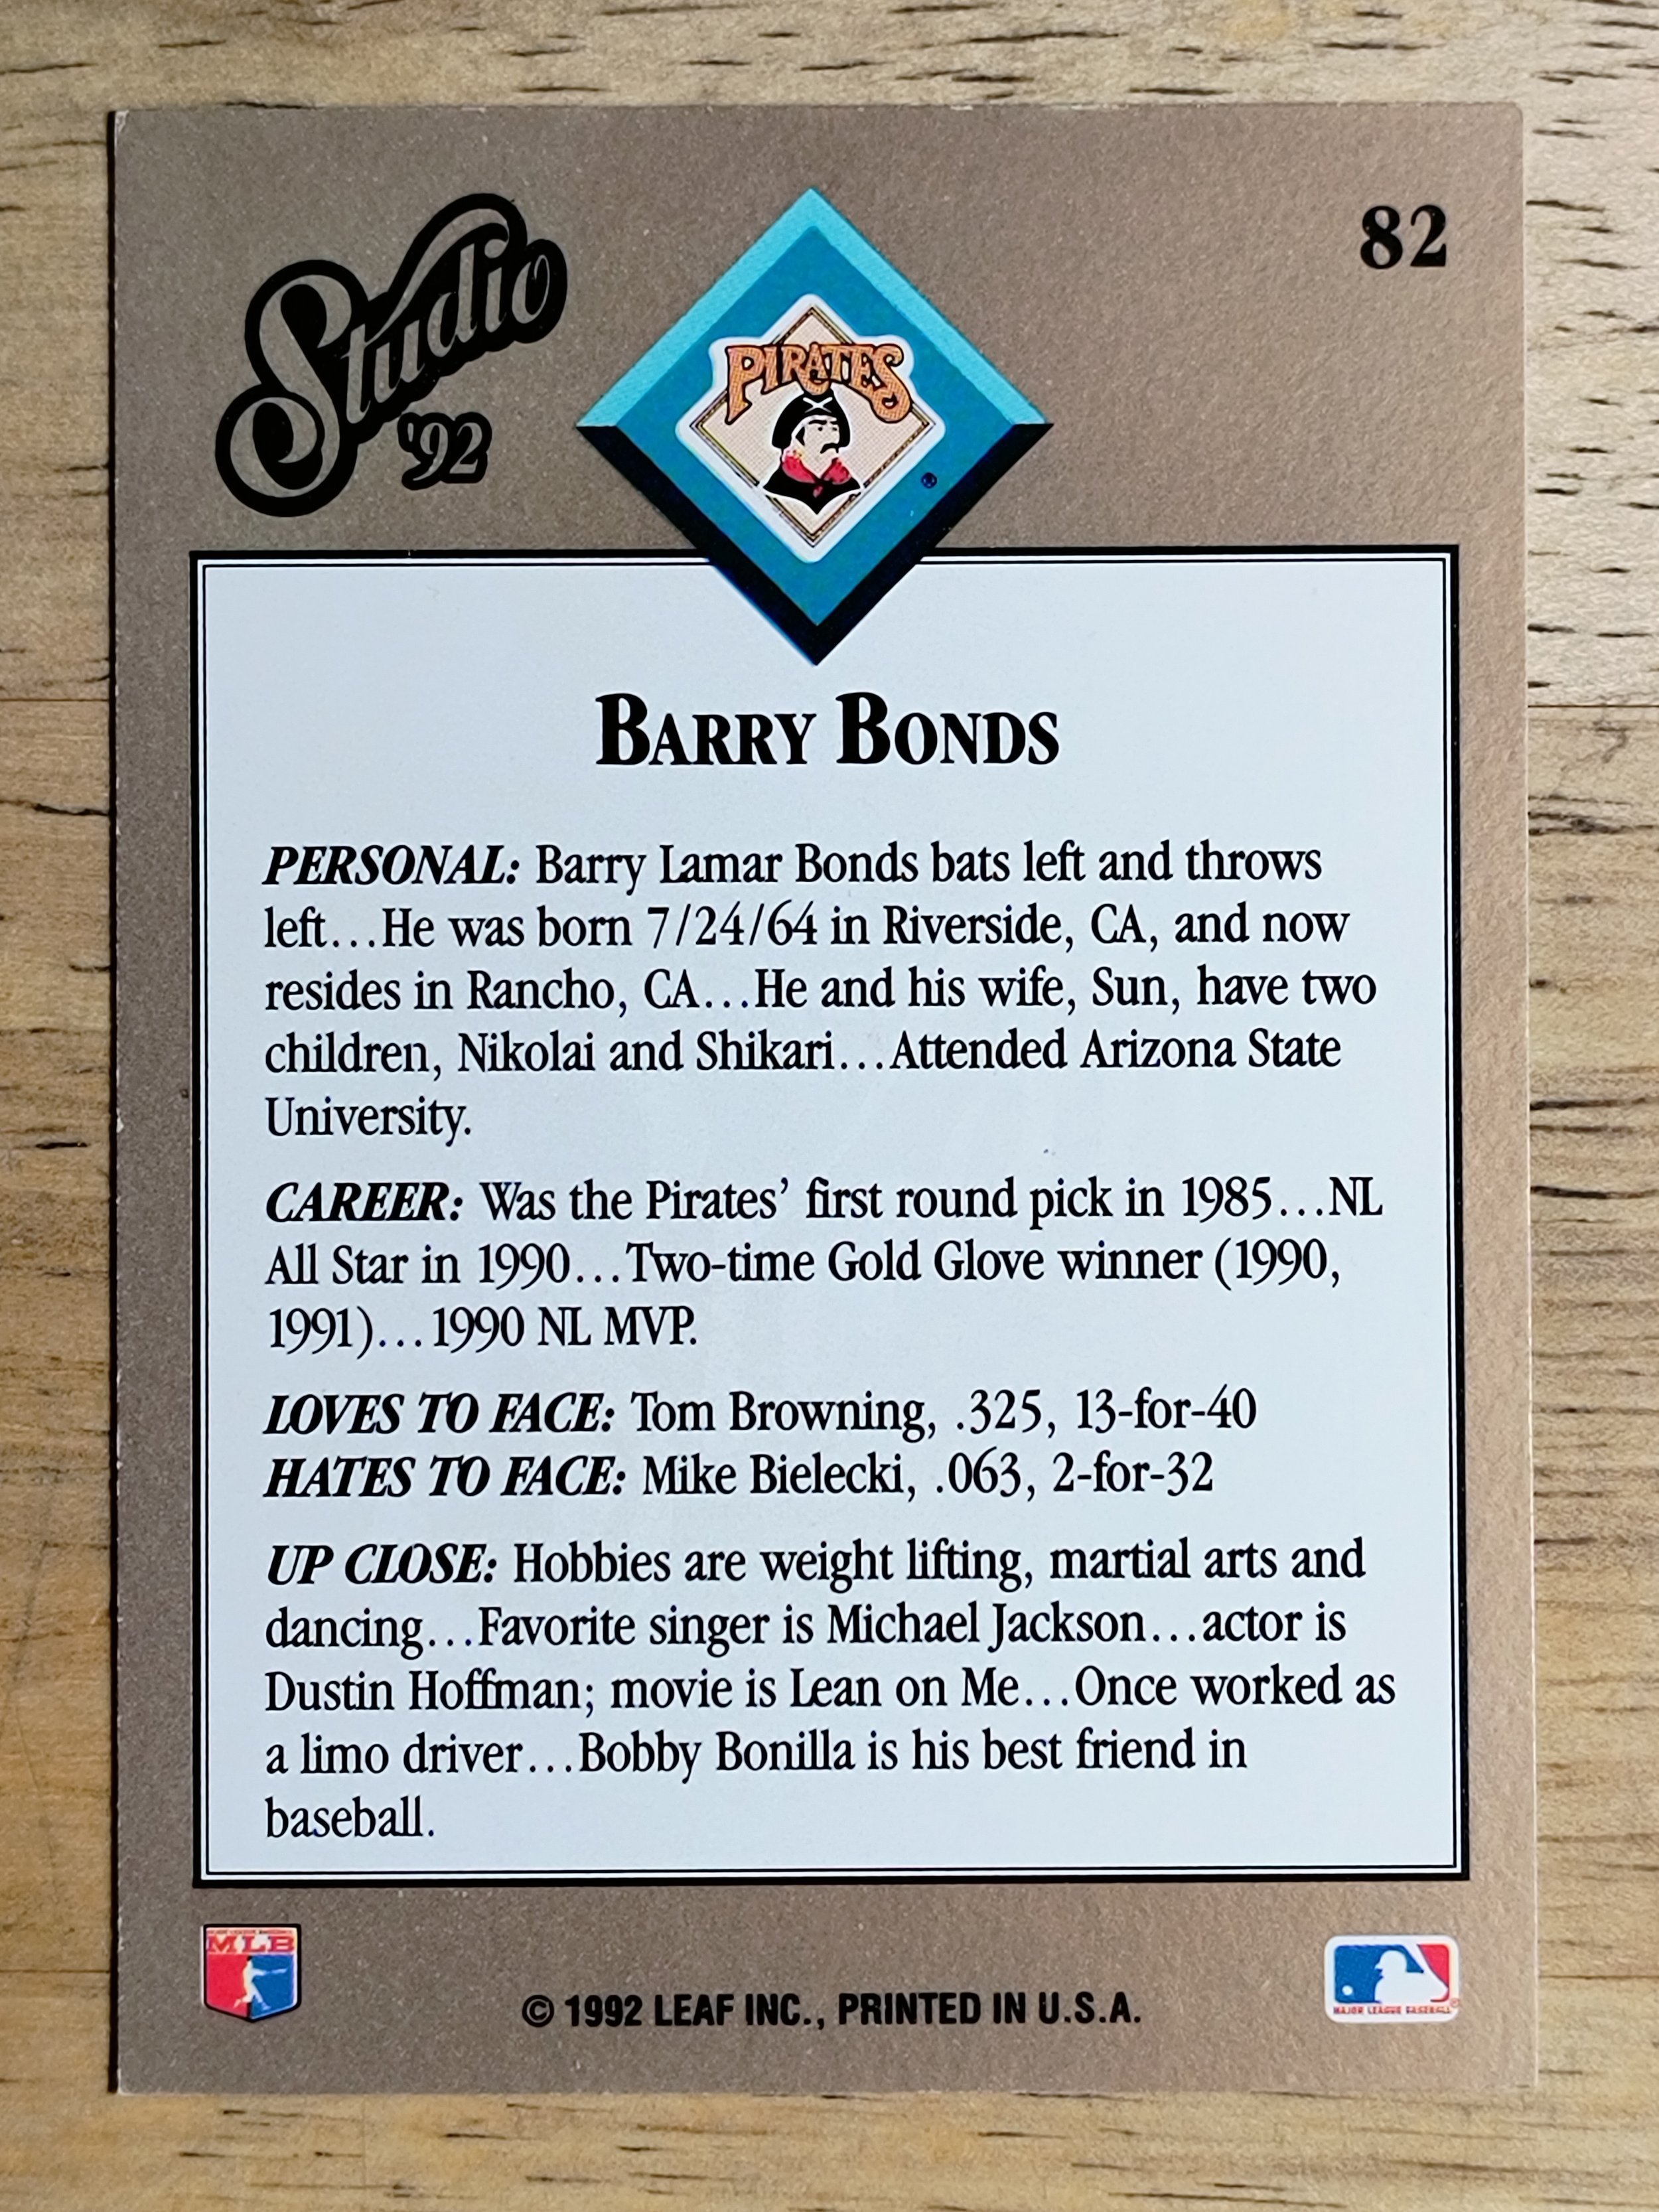 Studio
'92
82
PIRATES
®
BARRY BONDS
PERSONAL: Barry Lamar Bonds bats left and throws
left...He was born 7/24/64 in Riverside, CA, and now
resides in Rancho, CA...He and his wife, Sun, have two
children, Nikolai and Shikari...Attended Arizona State
University.
CAREER: Was the Pirates' first round pick in 1985...NL
All Star in 1990...Two-time Gold Glove winner (1990,
1991)...1990 NL MVP.
LOVES TO FACE: Tom Browning, .325, 13-for-40
HATES TO FACE: Mike Bielecki, .063, 2-for-32
UP CLOSE: Hobbies are weight lifting, martial arts and
dancing...Favorite singer is Michael Jackson...actor is
Dustin Hoffman; movie is Lean on Me...Once worked as
a limo driver...Bobby Bonilla is his best friend in
baseball.
MLB
© 1992 LEAF INC., PRINTED IN U.S.A.
MAJOR LEAGUE BASEBALL®